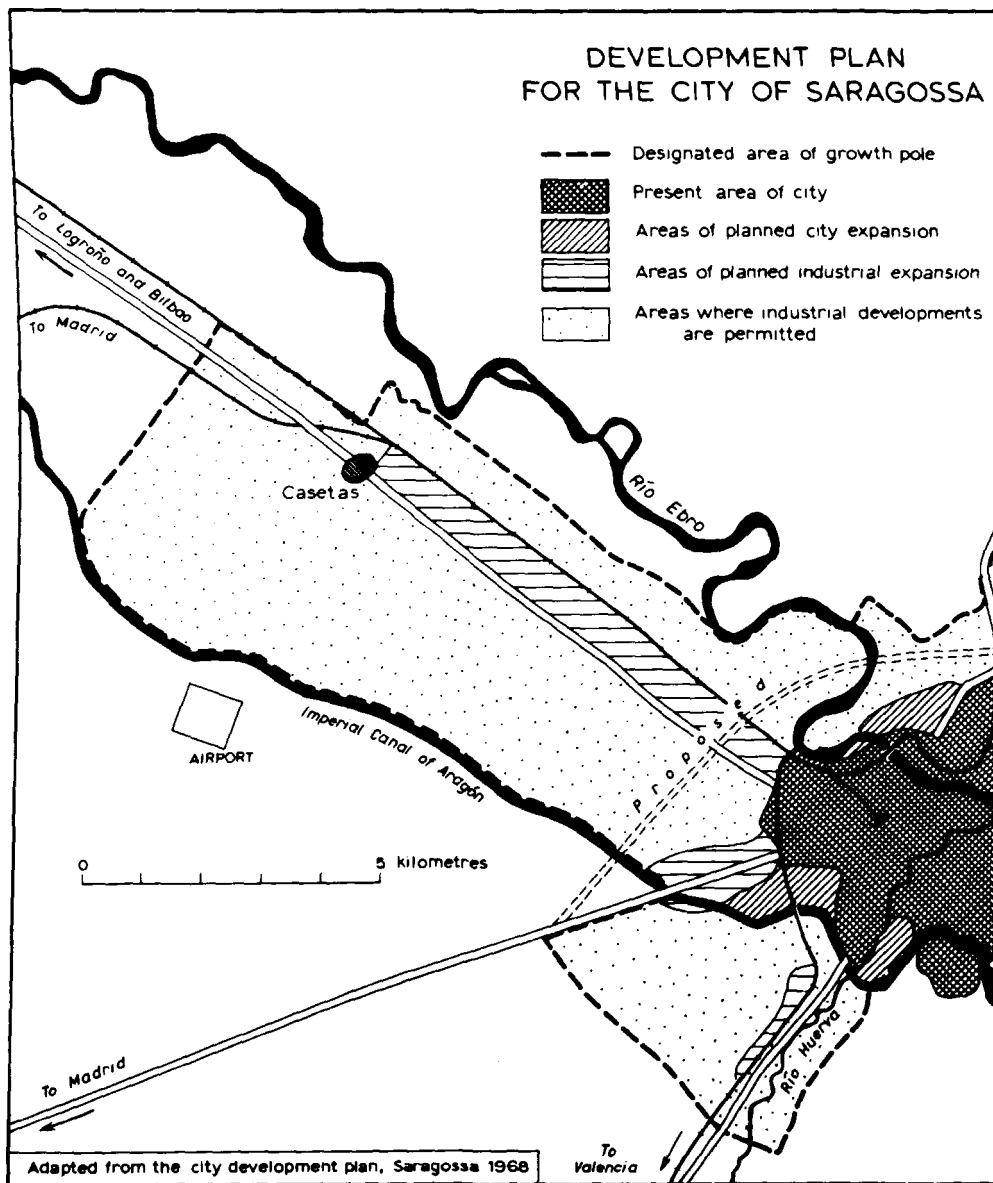 DEVELOPMENT PLAN
FOR THE CITY OF SARAGOSSA
Designated area of growth pole
Present area of city
Areas of planned city expansion
Areas of planned industrial expansion
Areas where industrial developments
are permitted
To Logroño and Bilbao
To Madrid
Casetas
Río Ebro
Proposed
Imperial Canal of Aragón
AIRPORT
0 5 kilometres
To Madrid
Río Huerva
To
Valencia
Adapted from the city development plan, Saragossa 1968